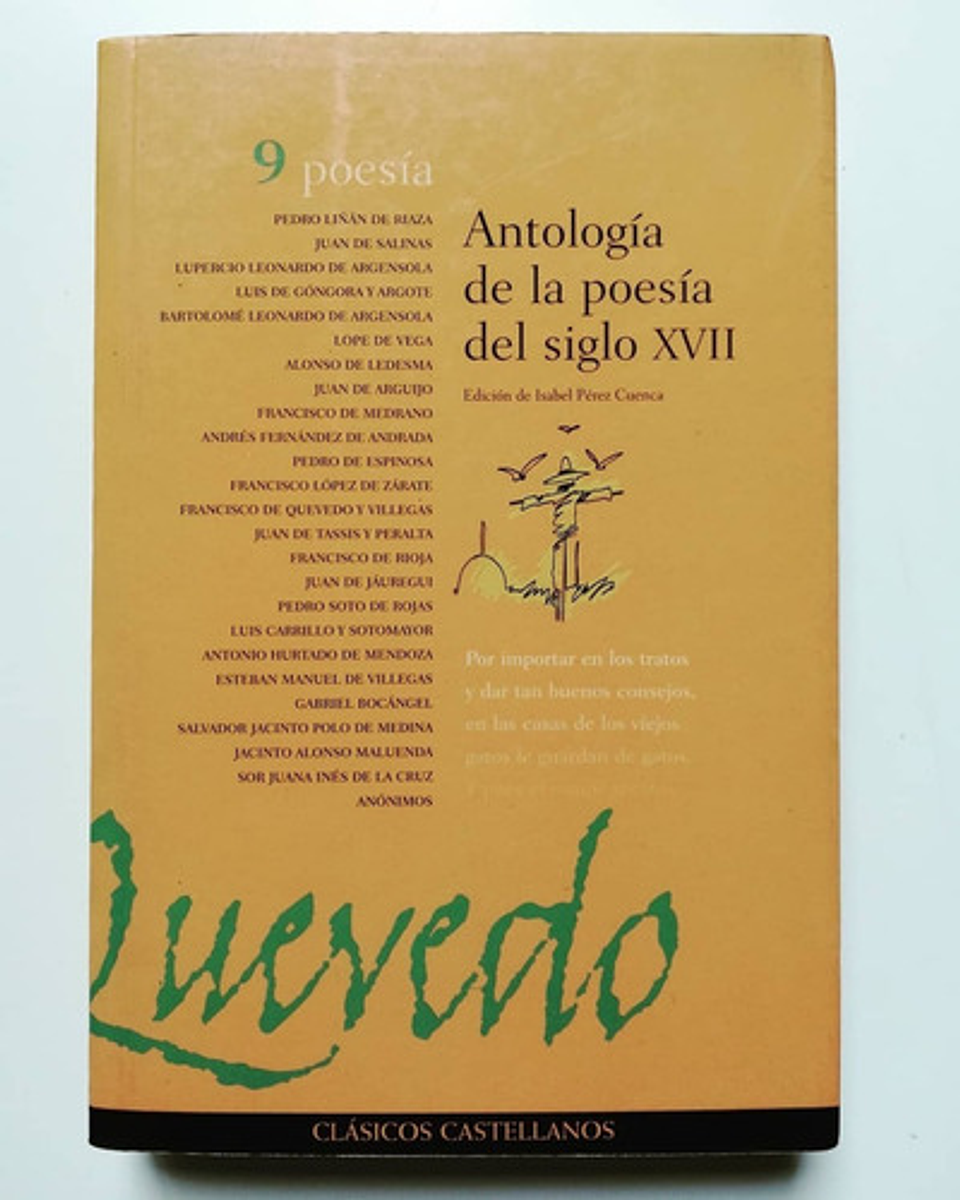 9 poesía
PEDRO LIÑÁN DE RIAZA
JUAN DE SALINAS
LUPERCIO LEONARDO DE ARGENSOLA
LUIS DE GÓNGORA Y ARGOTE
BARTOLOMÉ LEONARDO DE ARGENSOLA
LOPE DE VEGA
ALONSO DE LEDESMA
JUAN DE ARGUIJO
FRANCISCO DE MEDRANO
ANDRÉS FERNÁNDEZ DE ANDRADA
PEDRO DE ESPINOSA
FRANCISCO LÓPEZ DE ZÁRATE
FRANCISCO DE QUEVEDO Y VILLEGAS
JUAN DE TASSIS Y PERALTA
FRANCISCO DE RIOJA
JUAN DE JÁUREGUI
PEDRO SOTO DE ROJAS
LUIS CARRILLO Y SOTOMAYOR
ANTONIO HURTADO DE MENDOZA
ESTEBAN MANUEL DE VILLEGAS
GABRIEL BOCÁNGEL
SALVADOR JACINTO POLO DE MEDINA
JACINTO ALONSO MALUENDA
SOR JUANA INÉS DE LA CRUZ
ANÓNIMOS
Antología
de la poesía
del siglo XVII
Edición de Isabel Pérez Cuenca
Por importar en los tratos
y dar tan buenos consejos,
en las casas de los viejos
gatos le guardan de gatos.
Quevedo
CLÁSICOS CASTELLANOS